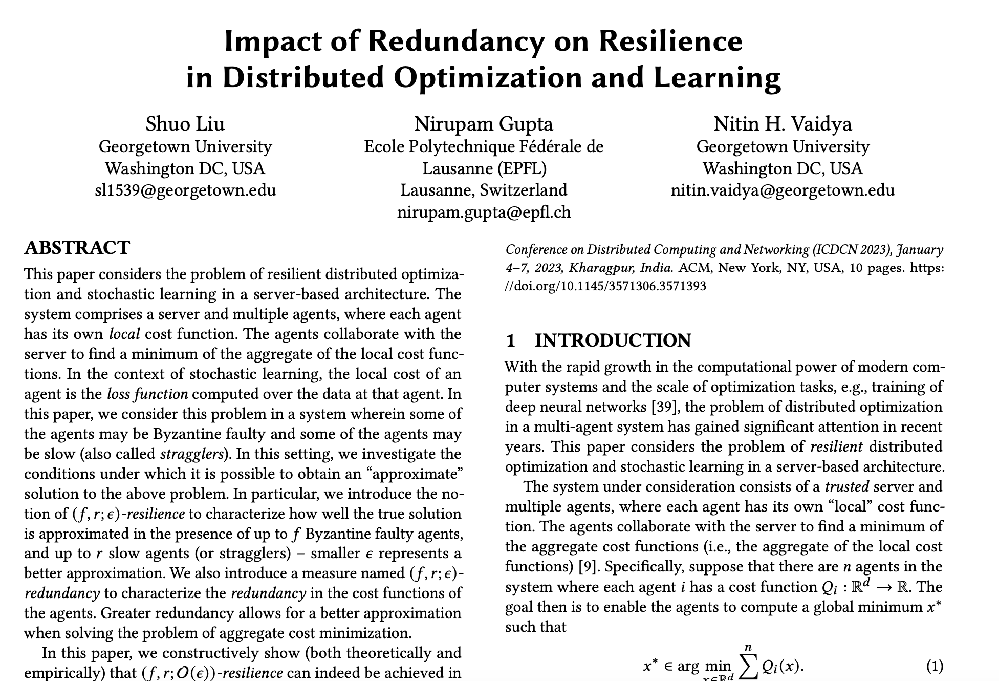 Impact of Redundancy on Resilience
in Distributed Optimization and Learning
Shuo Liu
Georgetown University
Washington DC, USA
sl1539@georgetown.edu
Nirupam Gupta
Ecole Polytechnique Fédérale de
Lausanne (EPFL)
Lausanne, Switzerland
nirupam.gupta@epfl.ch
Nitin H. Vaidya
Georgetown University
Washington DC, USA
nitin.vaidya@georgetown.edu
ABSTRACT
This paper considers the problem of resilient distributed optimiza-
tion and stochastic learning in a server-based architecture. The
system comprises a server and multiple agents, where each agent
has its own local cost function. The agents collaborate with the
server to find a minimum of the aggregate of the local cost func-
tions. In the context of stochastic learning, the local cost of an
agent is the loss function computed over the data at that agent. In
this paper, we consider this problem in a system wherein some of
the agents may be Byzantine faulty and some of the agents may
be slow (also called stragglers). In this setting, we investigate the
conditions under which it is possible to obtain an “approximate”
solution to the above problem. In particular, we introduce the no-
tion of (f, r; ϵ)-resilience to characterize how well the true solution
is approximated in the presence of up to f Byzantine faulty agents,
and up to r slow agents (or stragglers) – smaller ϵ represents a
better approximation. We also introduce a measure named (f, r; ϵ)-
redundancy to characterize the redundancy in the cost functions of
the agents. Greater redundancy allows for a better approximation
when solving the problem of aggregate cost minimization.
In this paper, we constructively show (both theoretically and
empirically) that (f, r; O(ϵ))-resilience can indeed be achieved in
Conference on Distributed Computing and Networking (ICDCN 2023), January
4–7, 2023, Kharagpur, India. ACM, New York, NY, USA, 10 pages. https:
//doi.org/10.1145/3571306.3571393
1 INTRODUCTION
With the rapid growth in the computational power of modern com-
puter systems and the scale of optimization tasks, e.g., training of
deep neural networks [39], the problem of distributed optimization
in a multi-agent system has gained significant attention in recent
years. This paper considers the problem of resilient distributed
optimization and stochastic learning in a server-based architecture.
The system under consideration consists of a trusted server and
multiple agents, where each agent has its own “local” cost func-
tion. The agents collaborate with the server to find a minimum of
the aggregate cost functions (i.e., the aggregate of the local cost
functions) [9]. Specifically, suppose that there are n agents in the
system where each agent i has a cost function Qᵢ : ℝᵈ → ℝ. The
goal then is to enable the agents to compute a global minimum x*
such that
x* ∈ arg min x∈ℝᵈ ∑ n Qᵢ(x). (1)